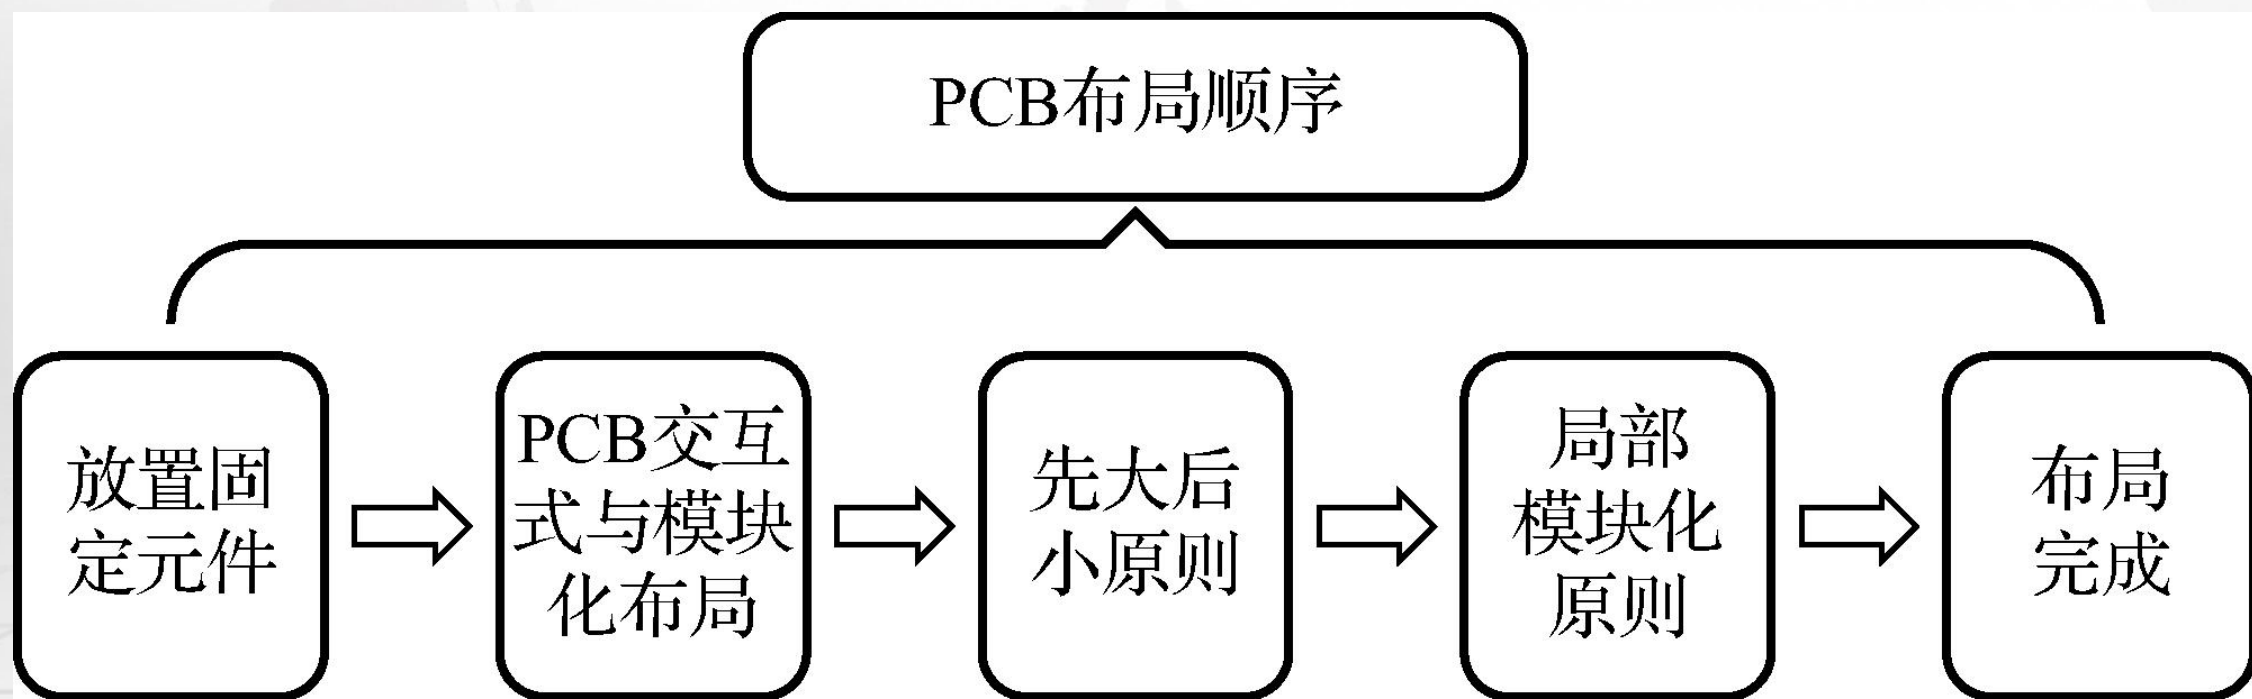 PCB布局顺序
放置固
定元件
PCB交互
式与模块
化布局
先大后
小原则
局部
模块化
原则
布局
完成